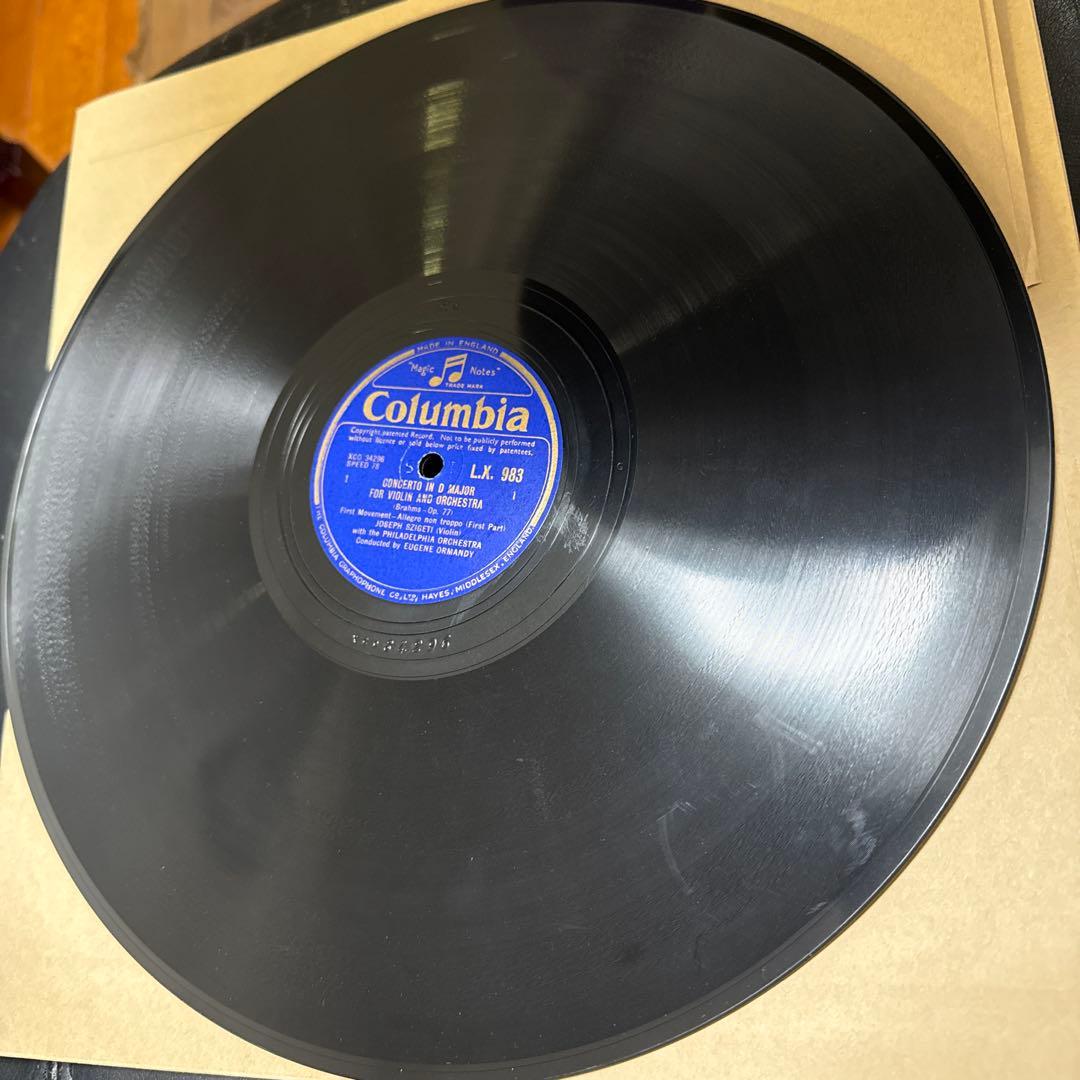 MADE IN ENGLAND
"Magic Notes"
TRADE MARK
Columbia
Copyright patented Record. Not to be publicly performed
without licence or sold below price fixed by patentees.
XCO 34296
SPEED 78
L.X. 983
1
1
CONCERTO IN D MAJOR
FOR VIOLIN AND ORCHESTRA
(Brahms - Op. 77)
First Movement - Allegro non troppo (First Part)
JOSEPH SZIGETI (Violin)
with the PHILADELPHIA ORCHESTRA
Conducted by EUGENE ORMANDY
THE COLUMBIA GRAPHOPHONE CO., LTD., HAYES, MIDDLESEX, ENGLAND.